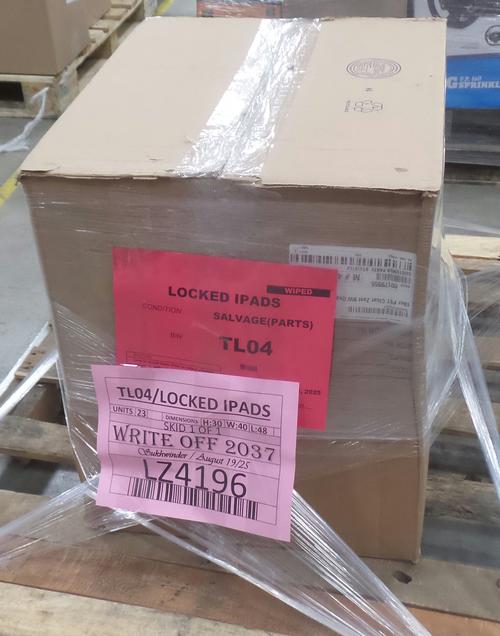 SPRINKL
WIPED
LOCKED IPADS
CONDITION
SALVAGE(PARTS)
BIN
TL04
, 2025
TL04/LOCKED IPADS
UNITS 23 DIMENSIONS H:30 W:40 L:48
SKID 1 OF 1
WRITE OFF 2037
Sukhwinder / August 19/25
LZ4196